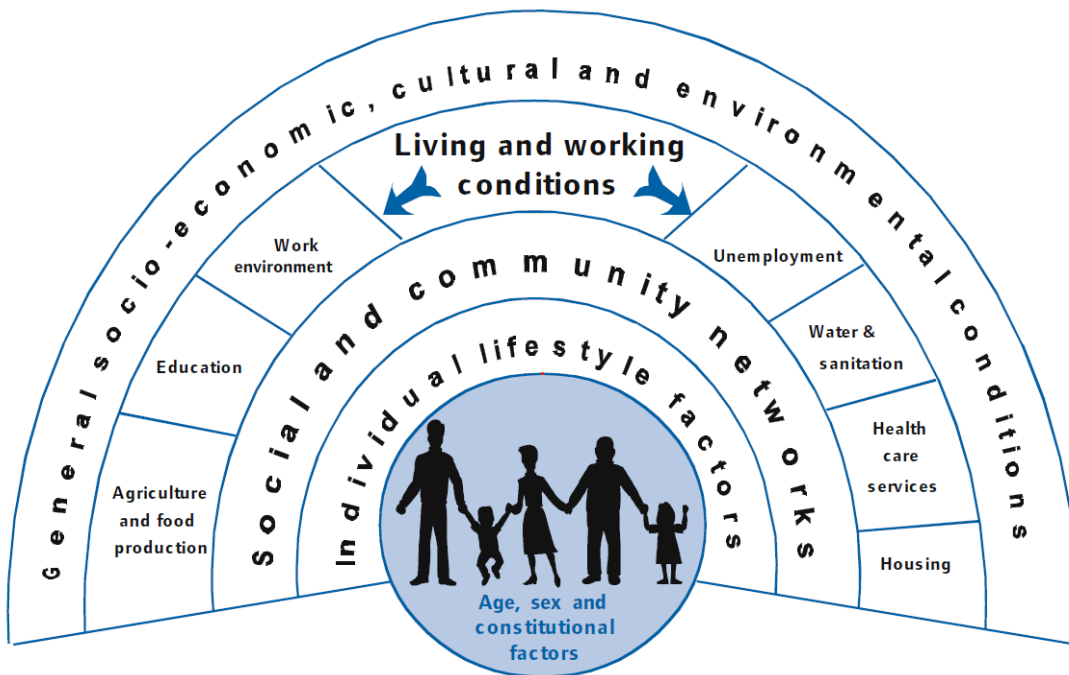 General socio-economic, cultural and environmental conditions
Living and working
conditions
Work
environment
Unemployment
Education
Water &
sanitation
Agriculture
and food
production
Health
care
services
Housing
Social and community networks
Individual lifestyle factors
Age, sex and
constitutional
factors